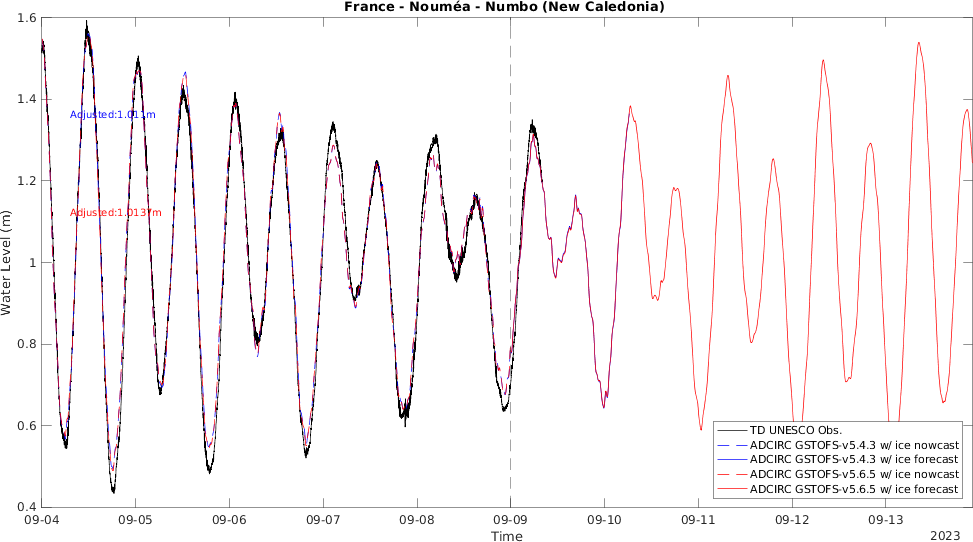 France - Nouméa - Numbo (New Caledonia)
1.6
1.4
1.2
1
0.8
0.6
0.4
Water Level (m)
Adjusted:1.011m
Adjusted:1.0137m
TD UNESCO Obs.
ADCIRC GSTOFS-v5.4.3 w/ ice nowcast
ADCIRC GSTOFS-v5.4.3 w/ ice forecast
ADCIRC GSTOFS-v5.6.5 w/ ice nowcast
ADCIRC GSTOFS-v5.6.5 w/ ice forecast
09-04 09-05 09-06 09-07 09-08 09-09 09-10 09-11 09-12 09-13
Time
2023